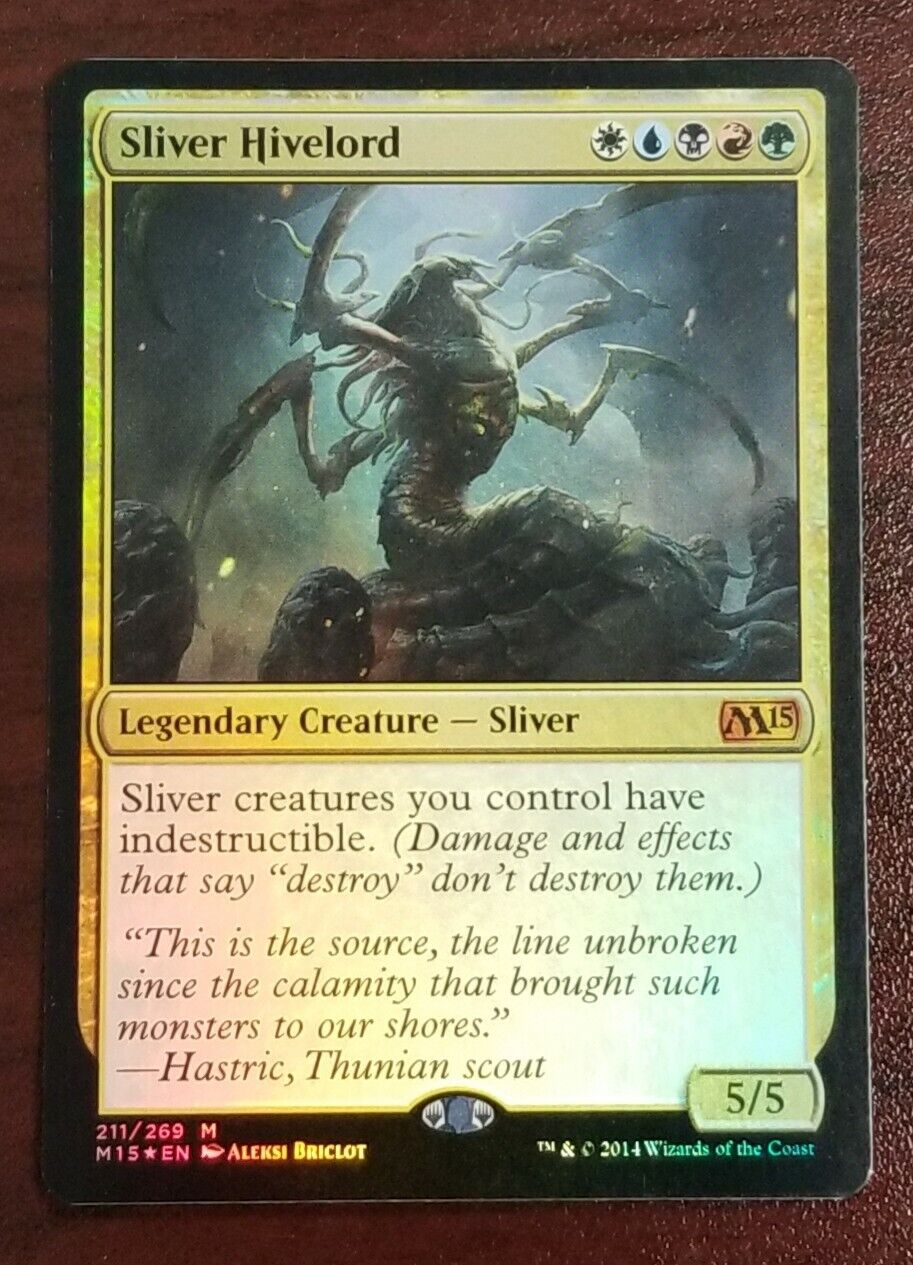 Sliver Hivelord
Legendary Creature — Sliver
M15
Sliver creatures you control have
indestructible. (Damage and effects
that say “destroy” don’t destroy them.)
“This is the source, the line unbroken
since the calamity that brought such
monsters to our shores.”
—Hastric, Thunian scout
5/5
211/269 M
M15★EN ALEKSI BRICLOT
™ & © 2014 Wizards of the Coast